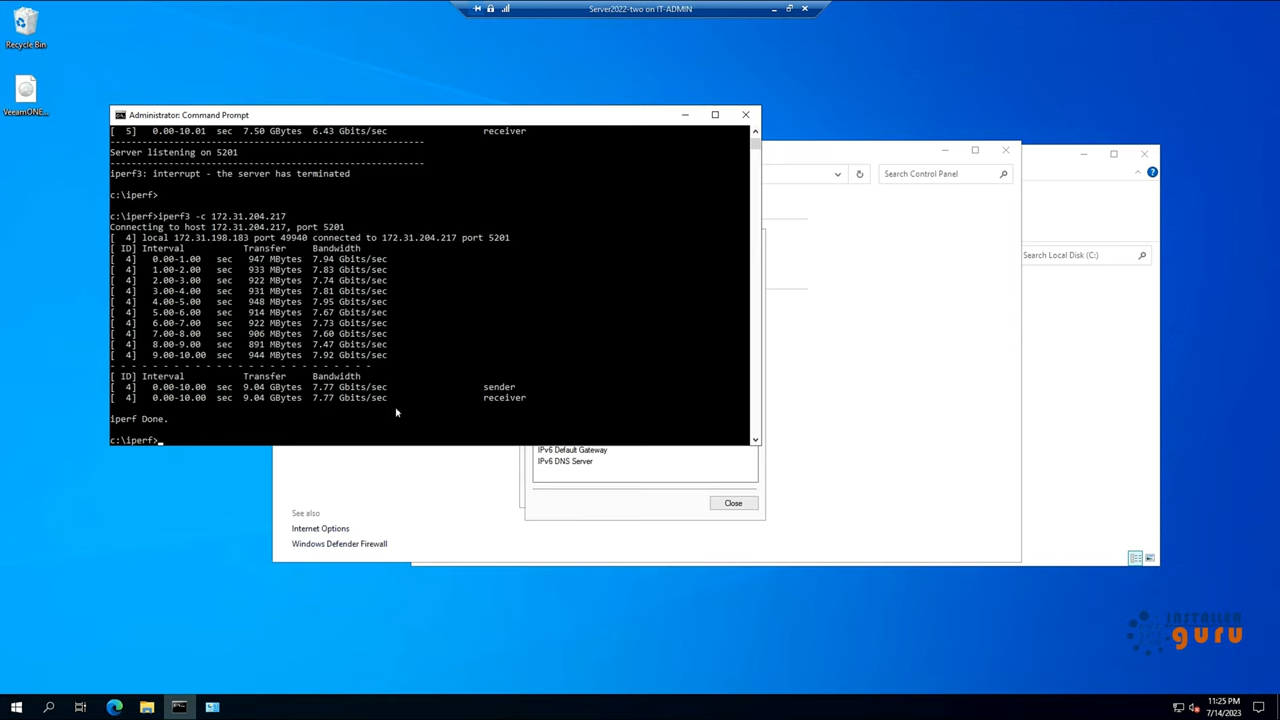 Server2022-two on IT-ADMIN
Recycle Bin
VeeamONE...
Administrator: Command Prompt
[  5]   0.00-10.01  sec  7.50 GBytes  6.43 Gbits/sec                  receiver
-----------------------------------------------------------
Server listening on 5201
-----------------------------------------------------------
iperf3: interrupt - the server has terminated
c:\iperf>
c:\iperf>iperf3 -c 172.31.204.217
Connecting to host 172.31.204.217, port 5201
[  4] local 172.31.198.183 port 49940 connected to 172.31.204.217 port 5201
[ ID] Interval           Transfer     Bandwidth
[  4]   0.00-1.00   sec   947 MBytes  7.94 Gbits/sec
[  4]   1.00-2.00   sec   933 MBytes  7.83 Gbits/sec
[  4]   2.00-3.00   sec   922 MBytes  7.74 Gbits/sec
[  4]   3.00-4.00   sec   931 MBytes  7.81 Gbits/sec
[  4]   4.00-5.00   sec   948 MBytes  7.95 Gbits/sec
[  4]   5.00-6.00   sec   914 MBytes  7.67 Gbits/sec
[  4]   6.00-7.00   sec   922 MBytes  7.73 Gbits/sec
[  4]   7.00-8.00   sec   906 MBytes  7.60 Gbits/sec
[  4]   8.00-9.00   sec   891 MBytes  7.47 Gbits/sec
[  4]   9.00-10.00  sec   944 MBytes  7.92 Gbits/sec
- - - - - - - - - - - - - - - - - - - - - - - - -
[ ID] Interval           Transfer     Bandwidth
[  4]   0.00-10.00  sec  9.04 GBytes  7.77 Gbits/sec                  sender
[  4]   0.00-10.00  sec  9.04 GBytes  7.77 Gbits/sec                  receiver
iperf Done.
c:\iperf>
Search Control Panel
Search Local Disk (C:)
IPv6 Default Gateway
IPv6 DNS Server
Close
See also
Internet Options
Windows Defender Firewall
INSTALLER
guru
11:25 PM
7/14/2023